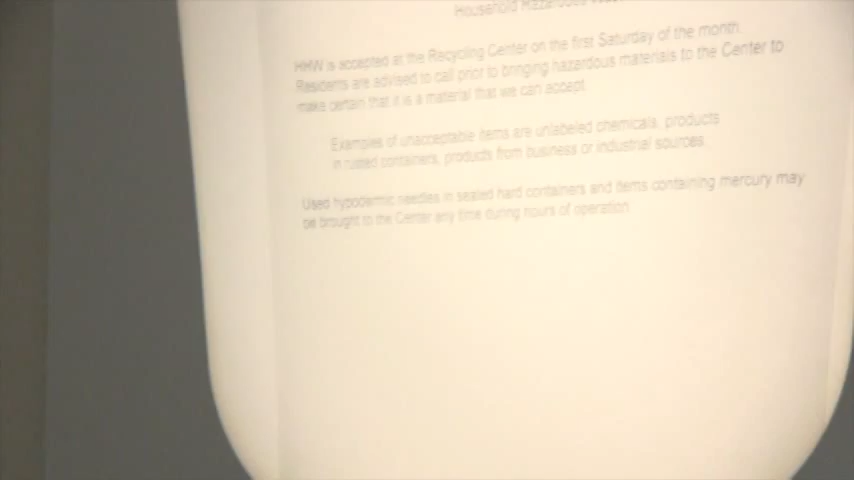 Household Hazardous
HHW is accepted at the Recycling Center on the first Saturday of the month.
Residents are advised to call prior to bringing hazardous materials to the Center to
make certain that it is a material that we can accept.
Examples of unacceptable items are unlabeled chemicals, products
in rusted containers, products from business or industrial sources.
Used hypodermic needles in sealed hard containers and items containing mercury may
be brought to the Center any time during hours of operation.